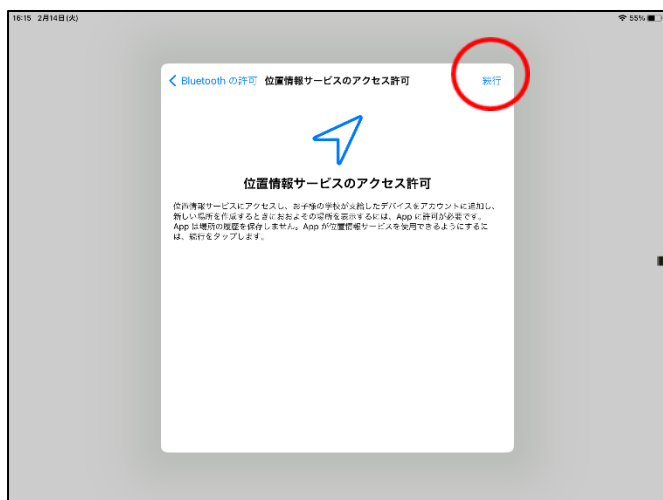 16:15 2月14日(火)
55%
Bluetooth の許可 位置情報サービスのアクセス許可 続行
位置情報サービスのアクセス許可
位置情報サービスにアクセスし、お子様の学校が支給したデバイスをアカウントに追加し、
新しい場所を作成するときにおおよその場所を表示するには、App に許可が必要です。
App は場所の履歴を保存しません。App が位置情報サービスを使用できるようにするに
は、続行をタップします。